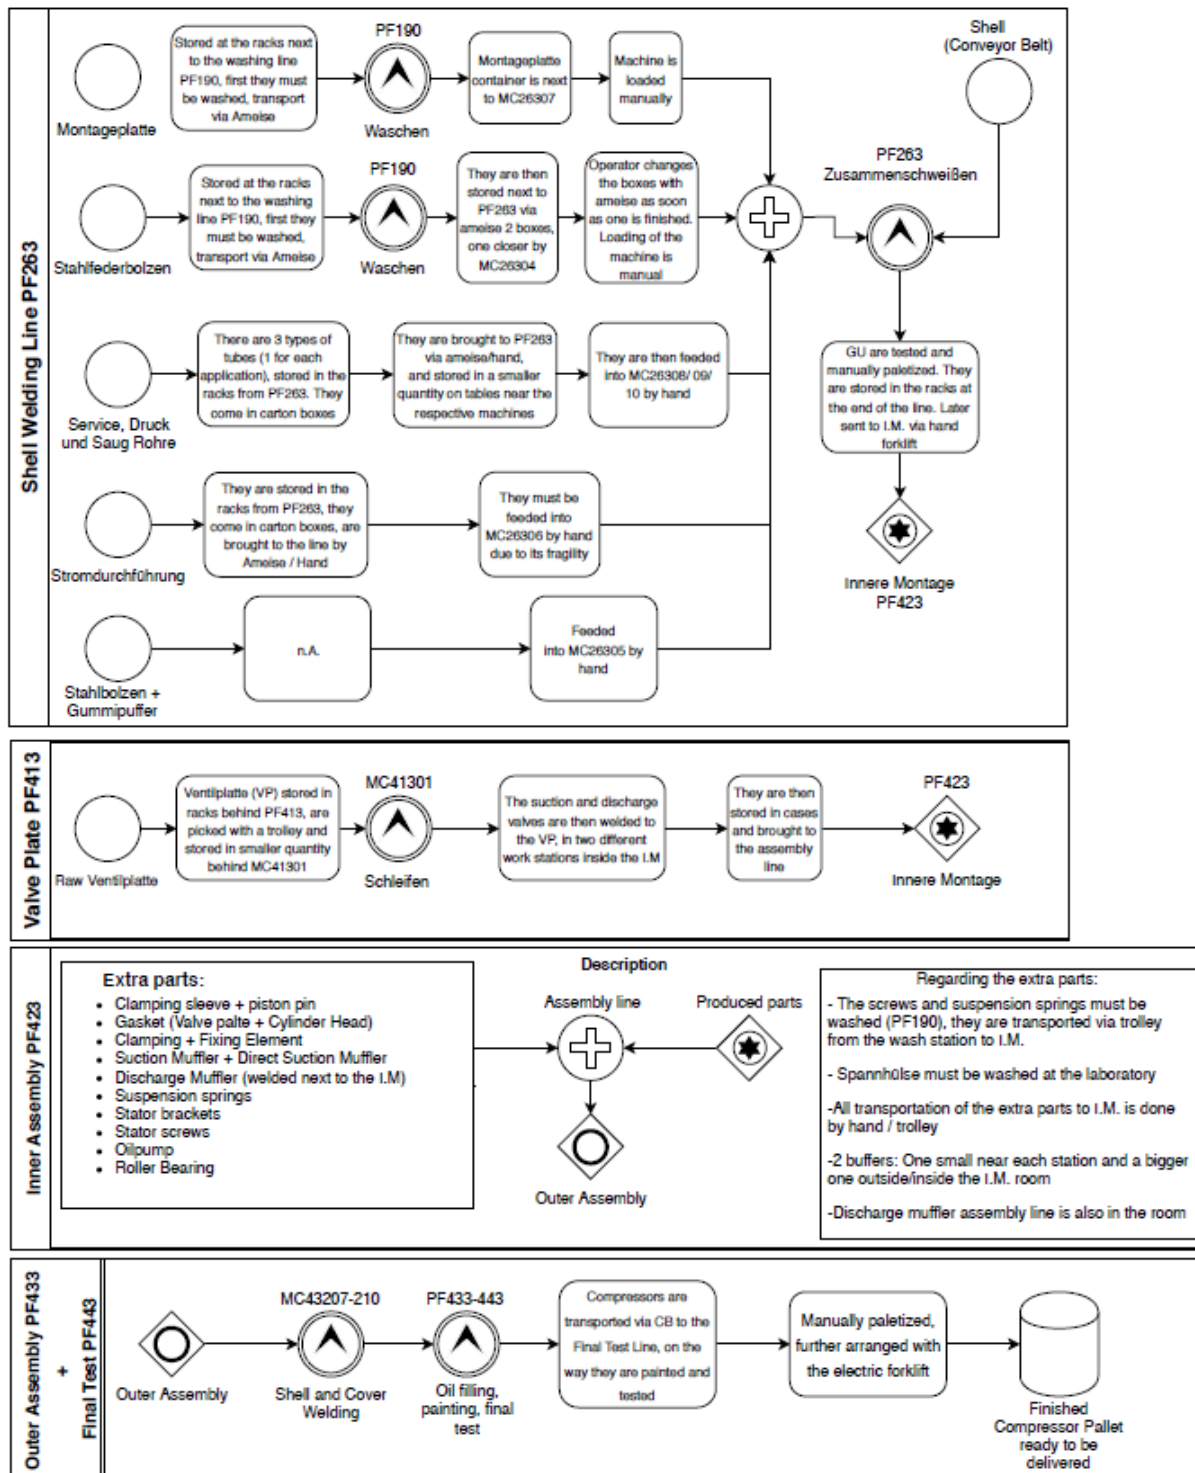 Shell Welding Line PF263
Montageplatte
Stored at the racks next
to the washing line
PF190, first they must
be washed, transport
via Ameise
PF190
Waschen
Montageplatte
container is next
to MC26307
Machine is
loaded
manually
Shell
(Conveyor Belt)
Stahlfederbolzen
Stored at the racks
next to the washing
line PF190, first they
must be washed,
transport via Ameise
PF190
Waschen
They are then
stored next to
PF263 via
ameise 2 boxes,
one closer by
MC26304
Operator changes
the boxes with
ameise as soon
as one is finished.
Loading of the
machine is
manual
PF263
Zusammenschweißen
Service, Druck
und Saug Rohre
There are 3 types of
tubes (1 for each
application), stored in the
racks from PF263. They
come in carton boxes
They are brought to PF263
via ameise/hand,
and stored in a smaller
quantity on tables near the
respective machines
They are then feeded
into MC26308/ 09/
10 by hand
GU are tested and
manually paletized. They
are stored in the racks at
the end of the line. Later
sent to I.M. via hand
forklift
Stromdurchführung
They are stored in the
racks from PF263, they
come in carton boxes, are
brought to the line by
Ameise / Hand
They must be
feeded into
MC26306 by hand
due to its fragility
Innere Montage
PF423
Stahlbolzen +
Gummipuffer
n.A.
Feeded
into MC26305 by
hand
Valve Plate PF413
Raw Ventilplatte
Ventilplatte (VP) stored in
racks behind PF413, are
picked with a trolley and
stored in smaller quantity
behind MC41301
MC41301
Schleifen
The suction and discharge
valves are then welded to
the VP, in two different
work stations inside the I.M
They are then
stored in cases
and brought to
the assembly
line
PF423
Innere Montage
Inner Assembly PF423
Extra parts:
• Clamping sleeve + piston pin
• Gasket (Valve palte + Cylinder Head)
• Clamping + Fixing Element
• Suction Muffler + Direct Suction Muffler
• Discharge Muffler (welded next to the I.M)
• Suspension springs
• Stator brackets
• Stator screws
• Oilpump
• Roller Bearing
Description
Assembly line
Produced parts
Outer Assembly
Regarding the extra parts:
- The screws and suspension springs must be
washed (PF190), they are transported via trolley
from the wash station to I.M.
- Spannhülse must be washed at the laboratory
-All transportation of the extra parts to I.M. is done
by hand / trolley
-2 buffers: One small near each station and a bigger
one outside/inside the I.M. room
-Discharge muffler assembly line is also in the room
Outer Assembly PF433
+
Final Test PF443
Outer Assembly
MC43207-210
Shell and Cover
Welding
PF433-443
Oil filling,
painting, final
test
Compressors are
transported via CB to the
Final Test Line, on the
way they are painted and
tested
Manually paletized,
further arranged with
the electric forklift
Finished
Compressor Pallet
ready to be
delivered